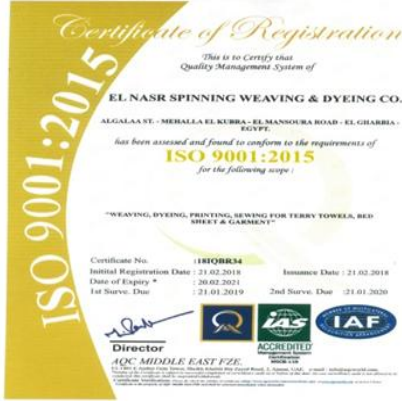 Certificate of Registration
This is to Certify that
Quality Management System of
EL NASR SPINNING WEAVING & DYEING CO.
ALGALAA ST. - MEHALLA EL KUBRA - EL MANSOURA ROAD - EL GHARBIA -
EGYPT.
has been assessed and found to conform to the requirements of
ISO 9001:2015
for the following scope :
"WEAVING, DYEING, PRINTING, SEWING FOR TERRY TOWELS, BED
SHEET & GARMENT"
ISO 9001:2015
Certificate No. :18IQBR34
Initital Registration Date : 21.02.2018 Issuance Date : 21.02.2018
Date of Expiry * : 20.02.2021
1st Surve. Due : 21.01.2019 2nd Surve. Due :21.01.2020
Director
IAS
ACCREDITED
Management Systems
Certification
IAF
AQC MIDDLE EAST FZE.